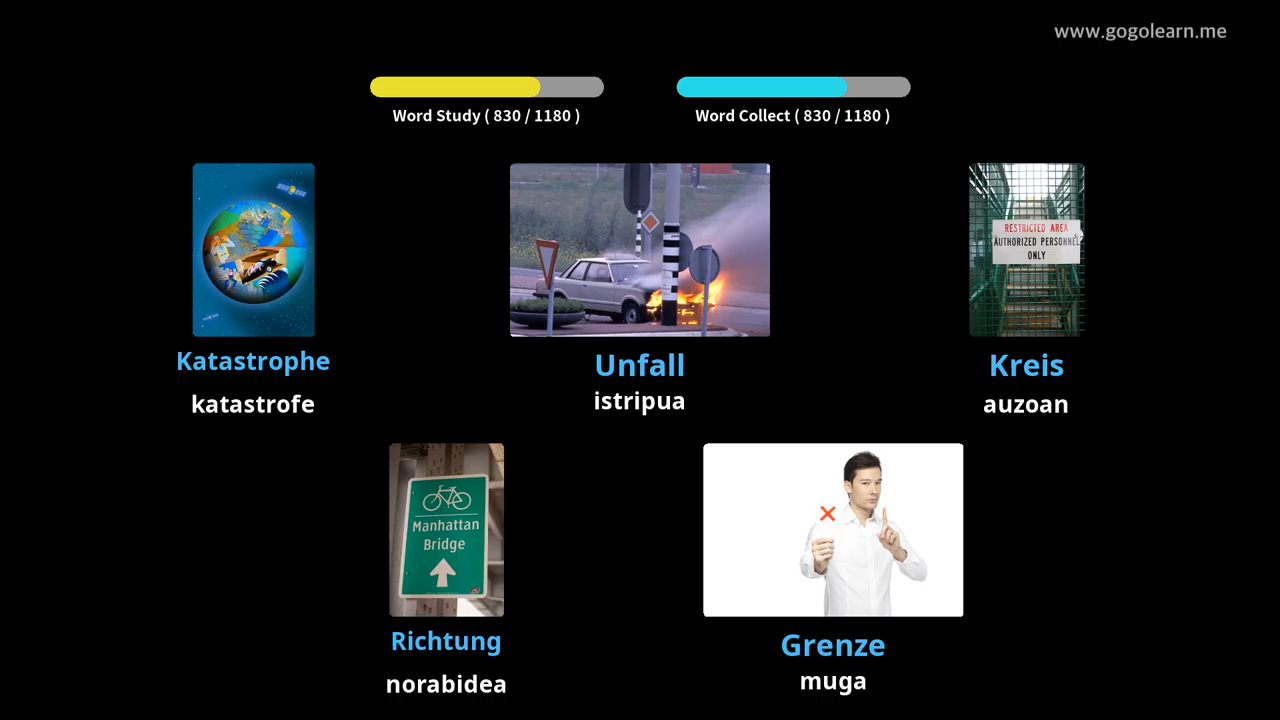 www.gogolearn.me
Word Study ( 830 / 1180 )
Word Collect ( 830 / 1180 )
RESTRICTED AREA
AUTHORIZED PERSONNEL
ONLY
Katastrophe
Unfall
Kreis
katastrofe
istripua
auzoan
Manhattan
Bridge
Richtung
Grenze
norabidea
muga